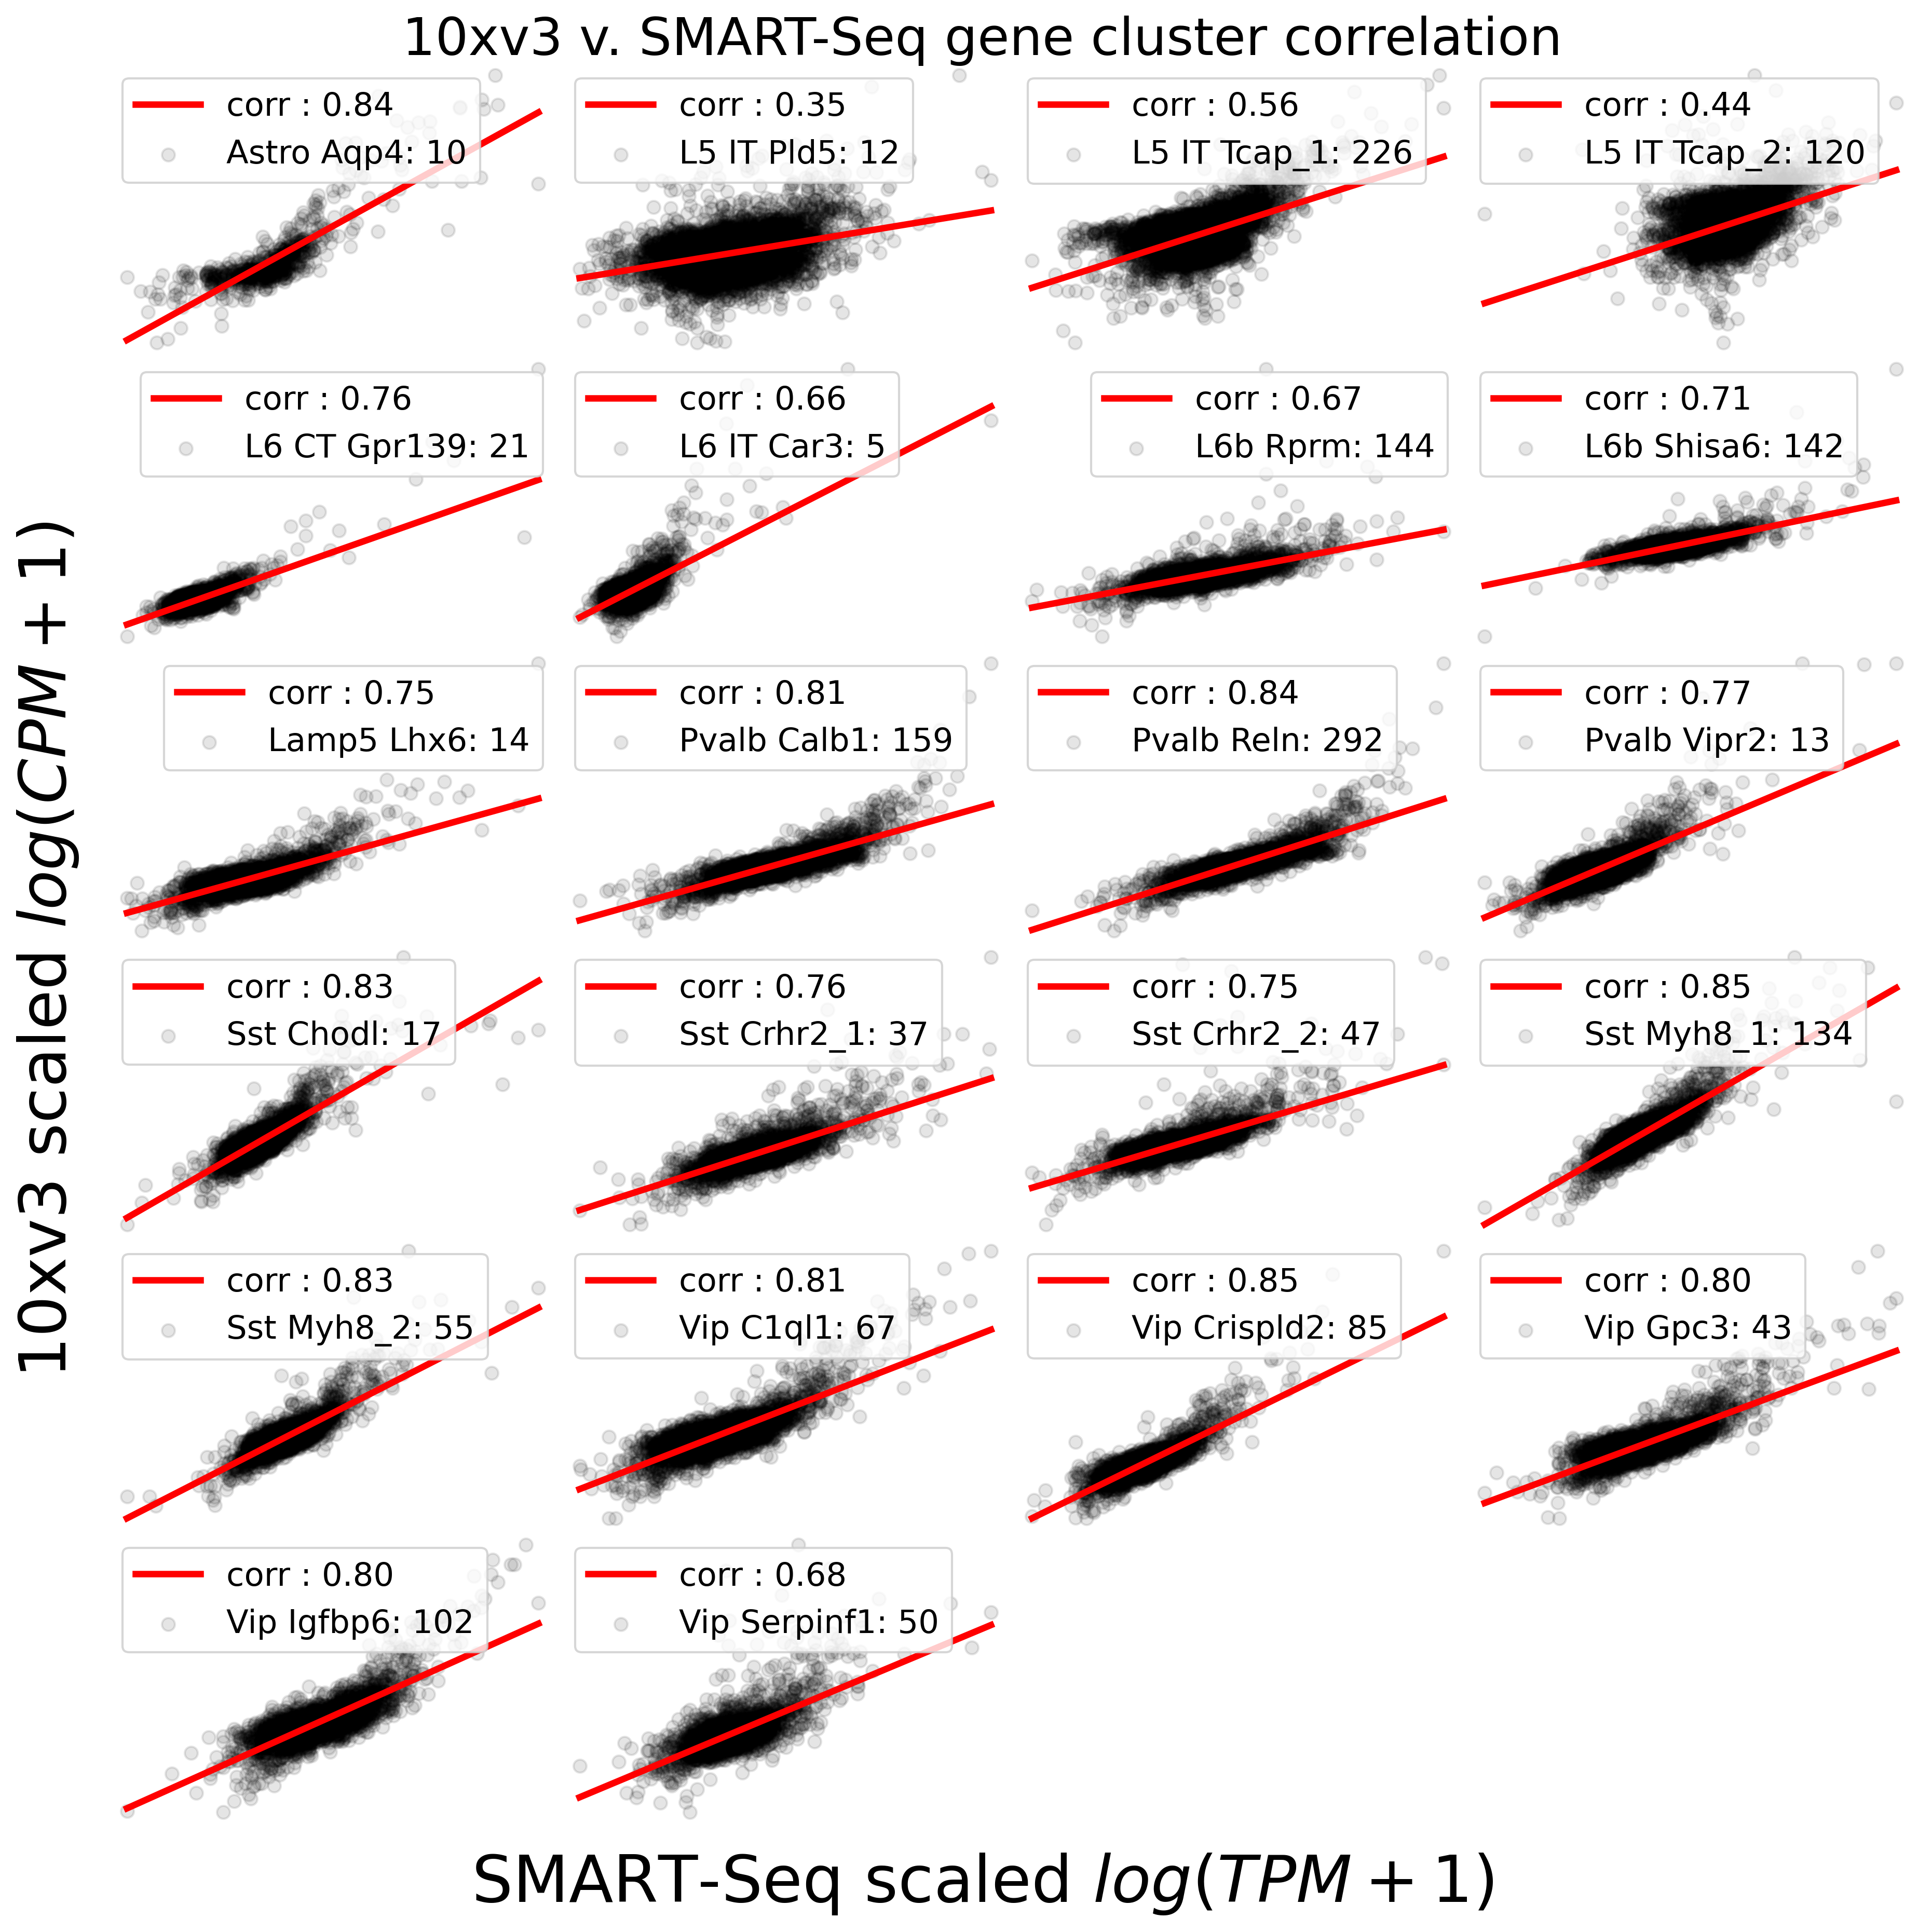 10xv3 v. SMART-Seq gene cluster correlation
corr : 0.84
Astro Aqp4: 10
corr : 0.35
L5 IT Pld5: 12
corr : 0.56
L5 IT Tcap_1: 226
corr : 0.44
L5 IT Tcap_2: 120
corr : 0.76
L6 CT Gpr139: 21
corr : 0.66
L6 IT Car3: 5
corr : 0.67
L6b Rprm: 144
corr : 0.71
L6b Shisa6: 142
corr : 0.75
Lamp5 Lhx6: 14
corr : 0.81
Pvalb Calb1: 159
corr : 0.84
Pvalb Reln: 292
corr : 0.77
Pvalb Vipr2: 13
corr : 0.83
Sst Chodl: 17
corr : 0.76
Sst Crhr2_1: 37
corr : 0.75
Sst Crhr2_2: 47
corr : 0.85
Sst Myh8_1: 134
corr : 0.83
Sst Myh8_2: 55
corr : 0.81
Vip C1ql1: 67
corr : 0.85
Vip Crispld2: 85
corr : 0.80
Vip Gpc3: 43
corr : 0.80
Vip Igfbp6: 102
corr : 0.68
Vip Serpinf1: 50
10xv3 scaled log(CPM + 1)
SMART-Seq scaled log(TPM + 1)